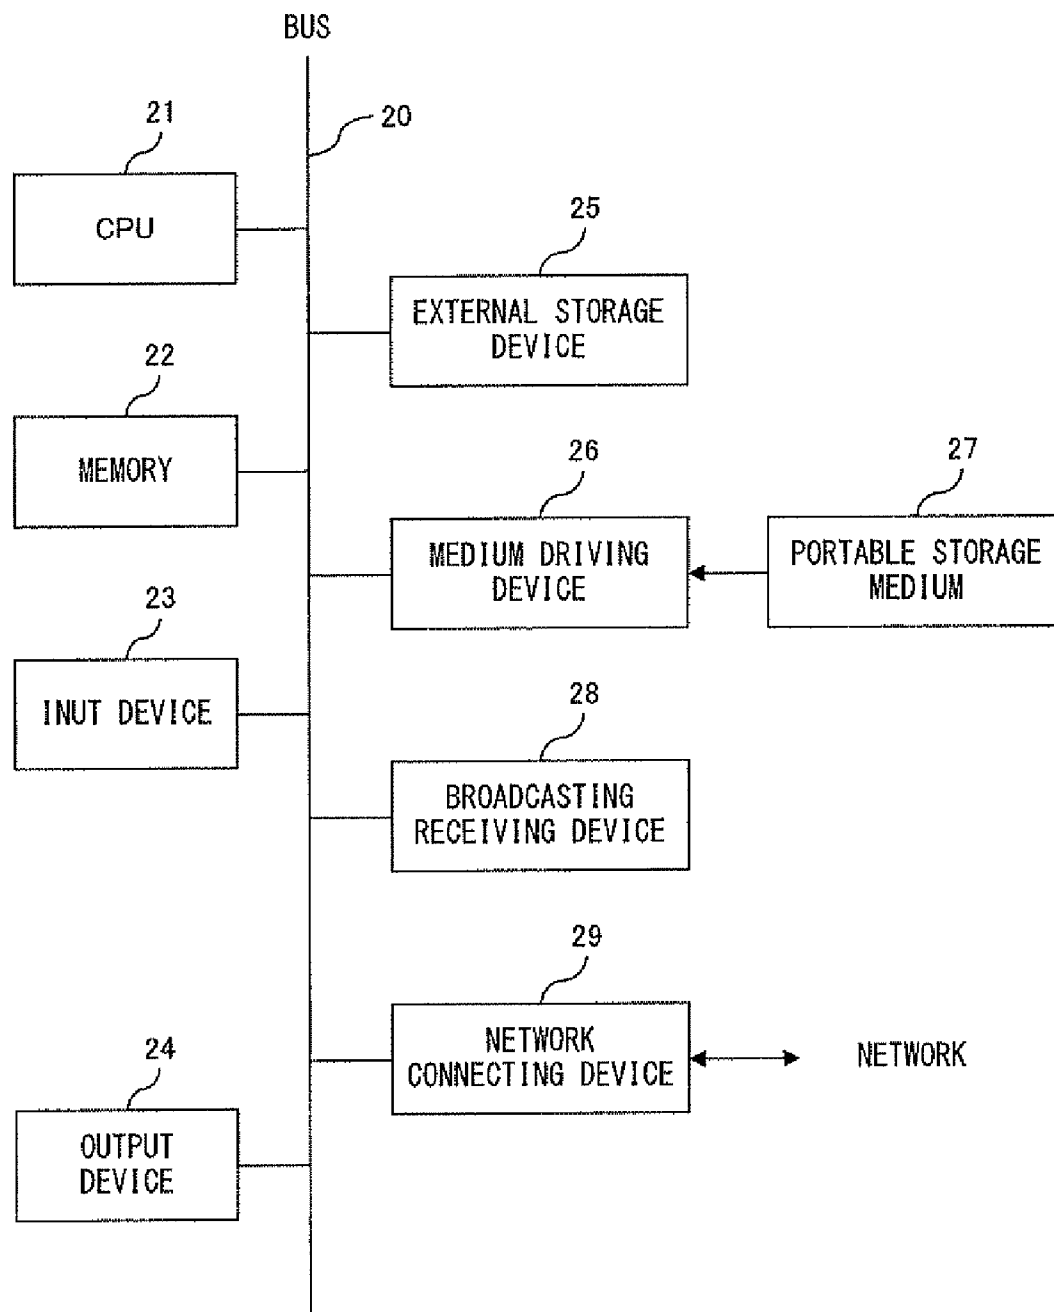 BUS
20
21
CPU
25
EXTERNAL STORAGE
DEVICE
22
MEMORY
26
MEDIUM DRIVING
DEVICE
27
PORTABLE STORAGE
MEDIUM
23
INUT DEVICE
28
BROADCASTING
RECEIVING DEVICE
29
NETWORK
CONNECTING DEVICE
NETWORK
24
OUTPUT
DEVICE